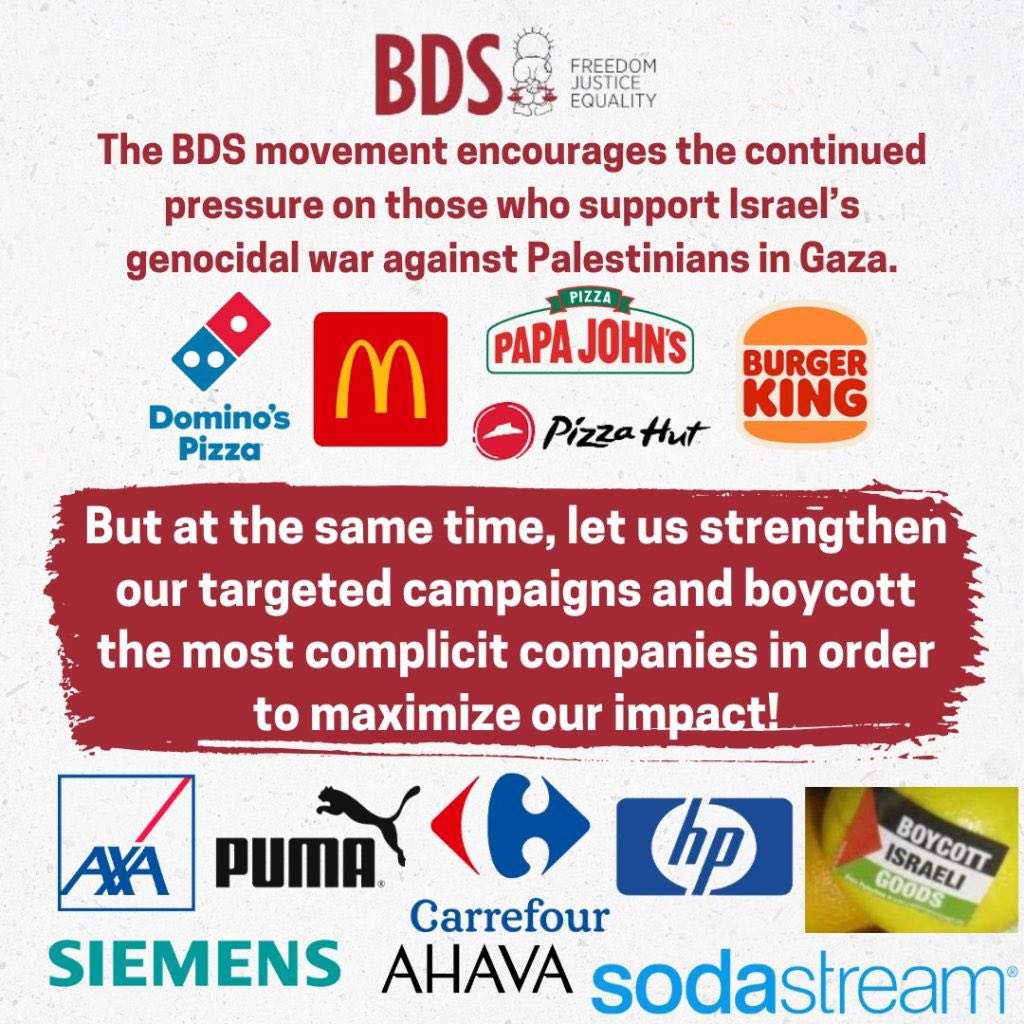 BDS
FREEDOM
JUSTICE
EQUALITY
The BDS movement encourages the continued
pressure on those who support Israel’s
genocidal war against Palestinians in Gaza.
Domino's
Pizza
PIZZA
PAPA JOHN'S
Pizza Hut
BURGER
KING
But at the same time, let us strengthen
our targeted campaigns and boycott
the most complicit companies in order
to maximize our impact!
AXA
PUMA®
Carrefour
hp
BOYCOTT
ISRAELI
GOODS
SIEMENS
AHAVA
sodastream®